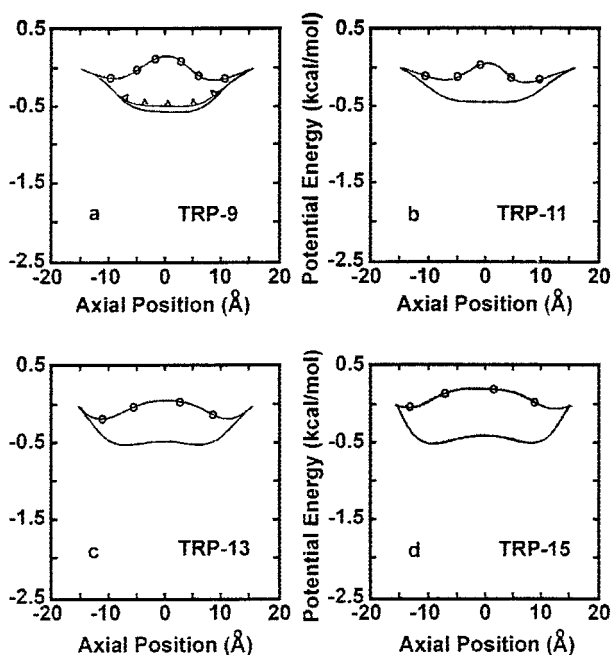 0.5
-0.5
-1.5
-2.5
a TRP-9
-20 -10 0 10 20
Axial Position (Å)
Potential Energy (kcal/mol)
0.5
-0.5
-1.5
-2.5
b TRP-11
-20 -10 0 10 20
Axial Position (Å)
0.5
-0.5
-1.5
-2.5
c TRP-13
-20 -10 0 10 20
Axial Position (Å)
Potential Energy (kcal/mol)
0.5
-0.5
-1.5
-2.5
d TRP-15
-20 -10 0 10 20
Axial Position (Å)